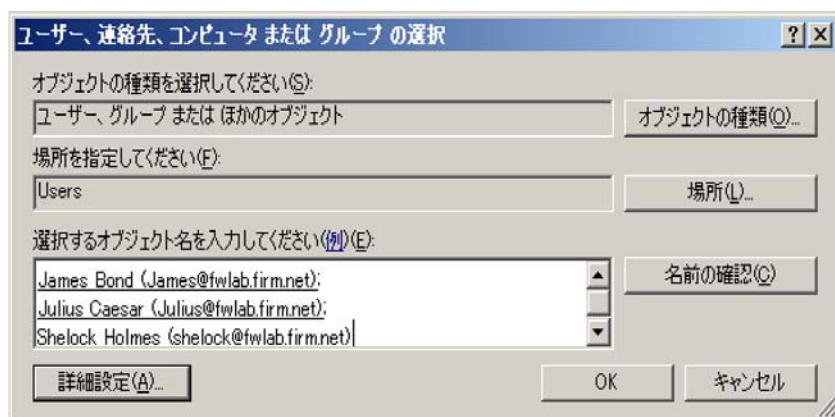 ユーザー、連絡先、コンピュータ または グループ の選択
オブジェクトの種類を選択してください(S):
ユーザー、グループ または ほかのオブジェクト
オブジェクトの種類(O)...
場所を指定してください(F):
Users
場所(L)...
選択するオブジェクト名を入力してください(例)(E):
James Bond (James@fwlab.firm.net);
Julius Caesar (Julius@fwlab.firm.net);
Shelock Holmes (shelock@fwlab.firm.net)
名前の確認(C)
詳細設定(A)...
OK
キャンセル